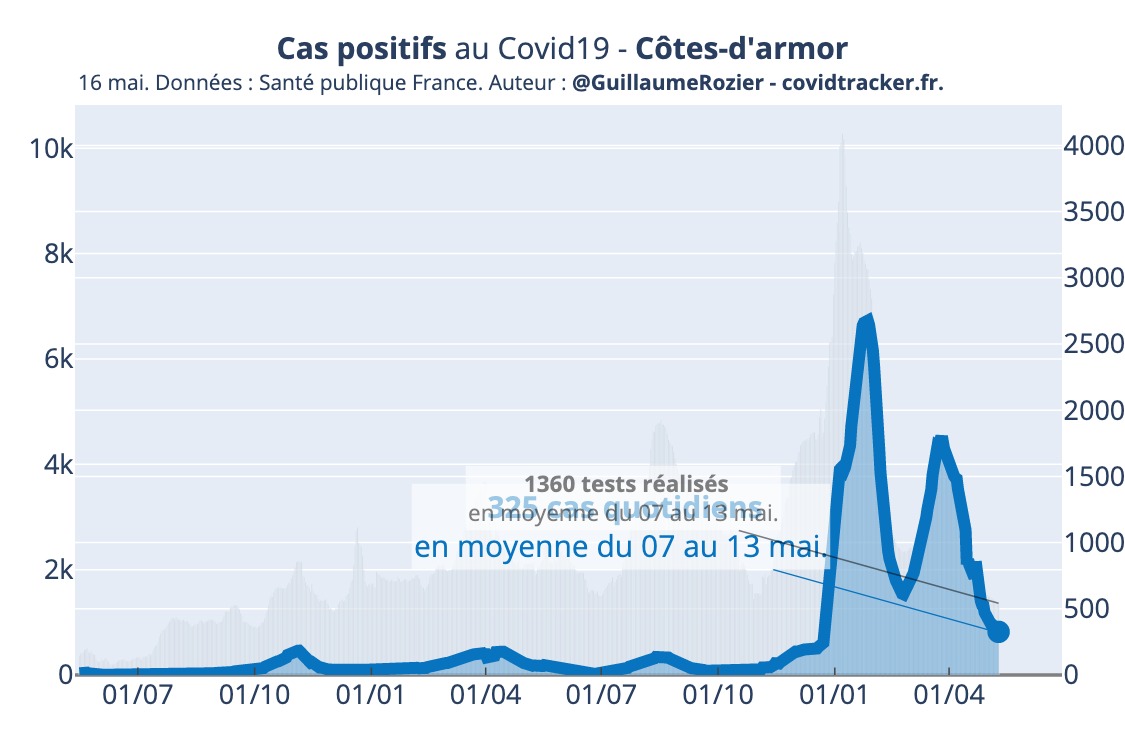 Cas positifs au Covid19 - Côtes-d'armor
16 mai. Données : Santé publique France. Auteur : @GuillaumeRozier - covidtracker.fr.
10k
8k
6k
4k
2k
0
4000
3500
3000
2500
2000
1500
1000
500
0
1360 tests réalisés
en moyenne du 07 au 13 mai.
325 cas quotidiens
en moyenne du 07 au 13 mai.
01/07 01/10 01/01 01/04 01/07 01/10 01/01 01/04